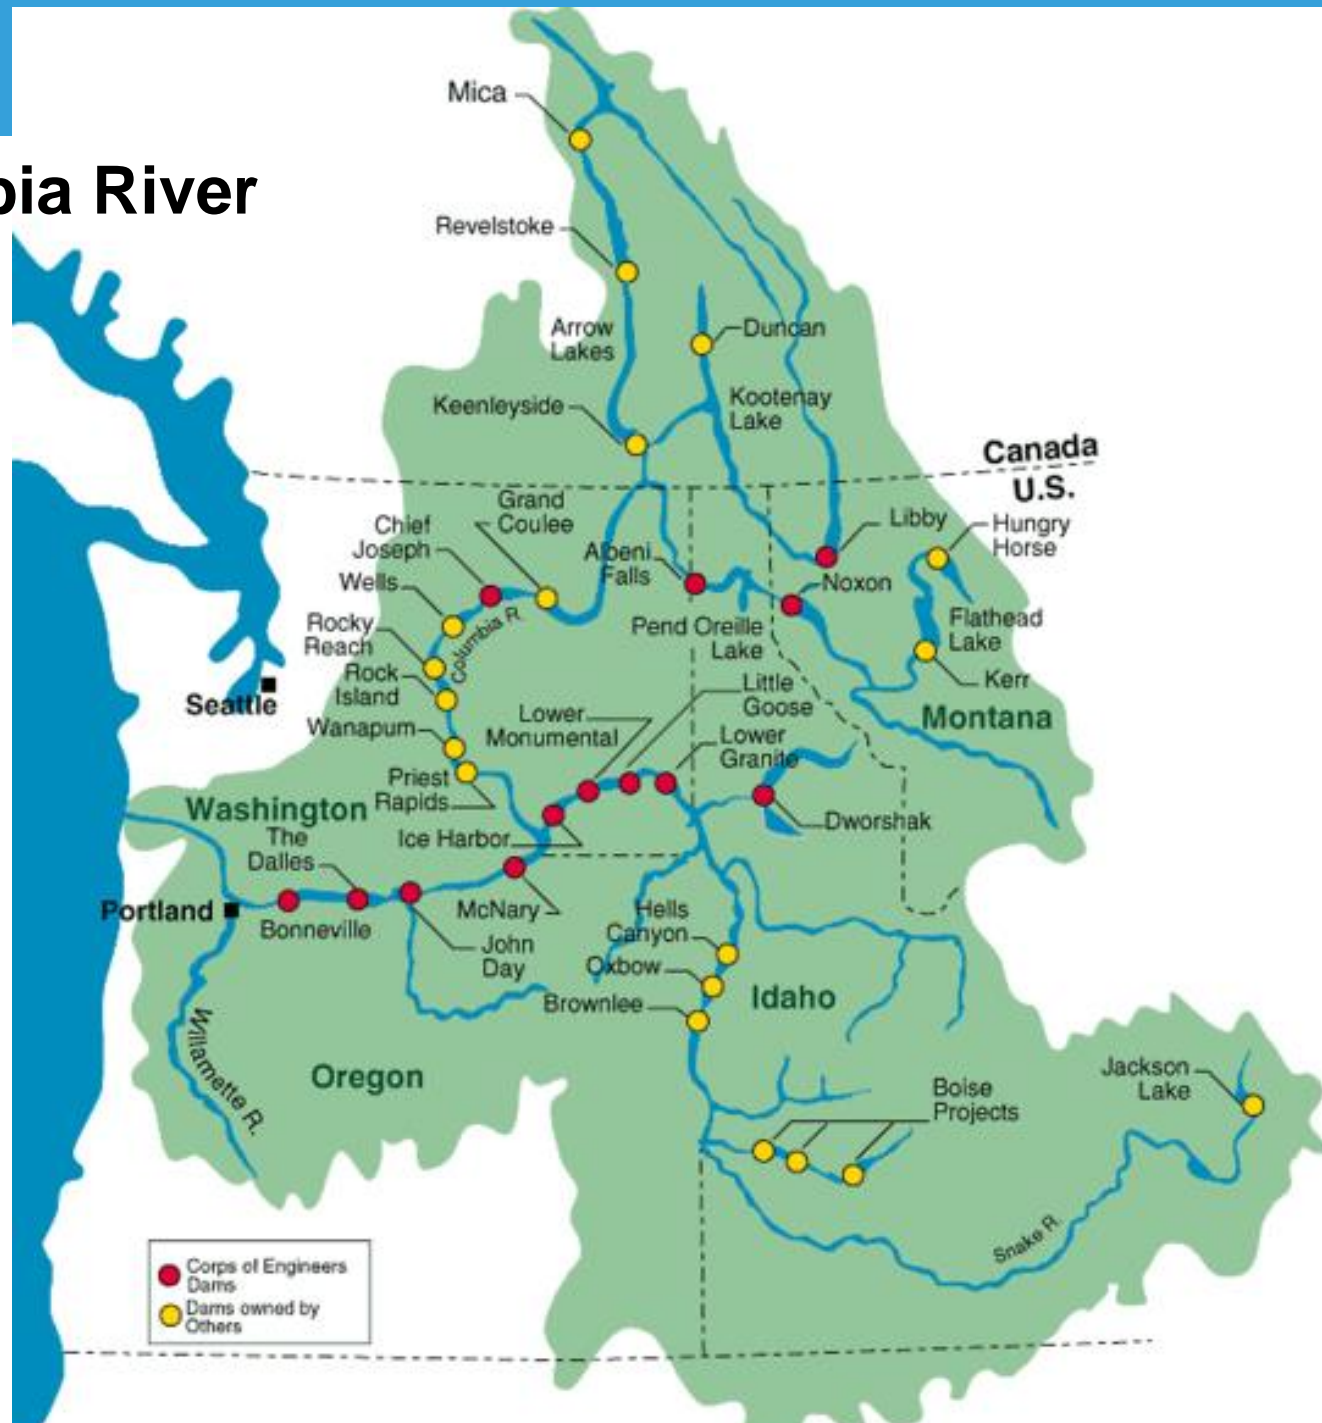 bia River
Mica
Revelstoke
Arrow
Lakes
Duncan
Keenleyside
Kootenay
Lake
Canada
U.S.
Grand
Coulee
Chief
Joseph
Libby
Hungry
Horse
Albeni
Falls
Wells
Noxon
Rocky
Reach
Columbia R.
Pend Oreille
Lake
Flathead
Lake
Rock
Island
Kerr
Seattle
Little
Goose
Lower
Monumental
Wanapum
Montana
Lower
Granite
Priest
Rapids
Washington
Ice Harbor
Dworshak
The
Dalles
Portland
Bonneville
McNary
John
Day
Hells
Canyon
Oxbow
Brownlee
Idaho
Willamette R.
Oregon
Boise
Projects
Jackson
Lake
Snake R.
Corps of Engineers
Dams
Dams owned by
Others